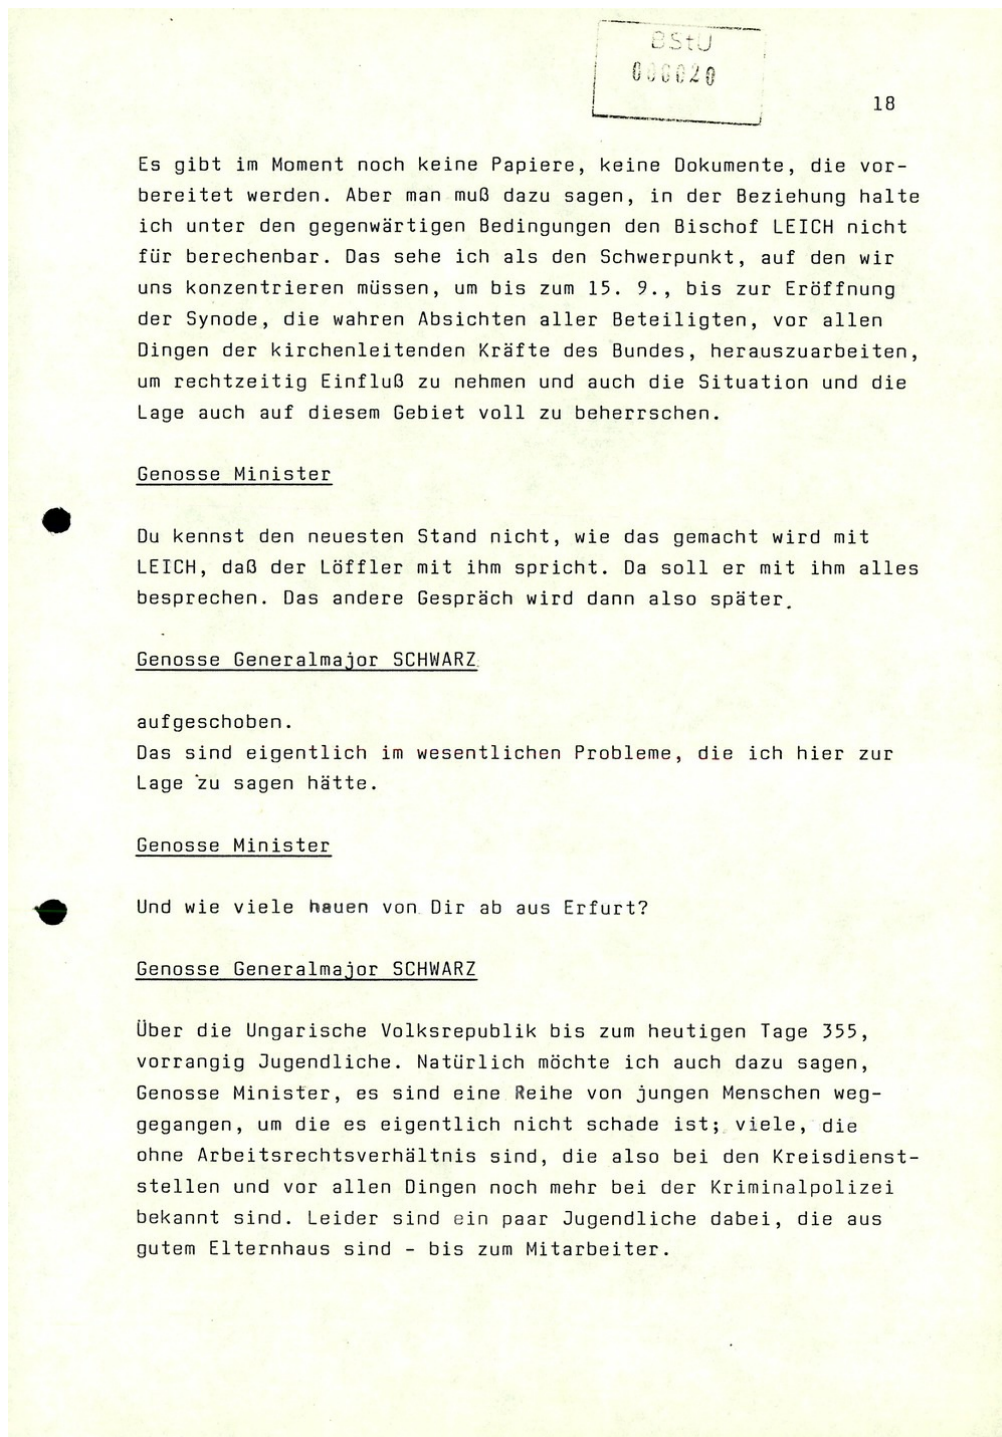 BStU
000020
18
Es gibt im Moment noch keine Papiere, keine Dokumente, die vor-
bereitet werden. Aber man muß dazu sagen, in der Beziehung halte
ich unter den gegenwärtigen Bedingungen den Bischof LEICH nicht
für berechenbar. Das sehe ich als den Schwerpunkt, auf den wir
uns konzentrieren müssen, um bis zum 15. 9., bis zur Eröffnung
der Synode, die wahren Absichten aller Beteiligten, vor allen
Dingen der kirchenleitenden Kräfte des Bundes, herauszuarbeiten,
um rechtzeitig Einfluß zu nehmen und auch die Situation und die
Lage auch auf diesem Gebiet voll zu beherrschen.
Genosse Minister
Du kennst den neuesten Stand nicht, wie das gemacht wird mit
LEICH, daß der Löffler mit ihm spricht. Da soll er mit ihm alles
besprechen. Das andere Gespräch wird dann also später.
Genosse Generalmajor SCHWARZ
aufgeschoben.
Das sind eigentlich im wesentlichen Probleme, die ich hier zur
Lage zu sagen hätte.
Genosse Minister
Und wie viele hauen von Dir ab aus Erfurt?
Genosse Generalmajor SCHWARZ
Über die Ungarische Volksrepublik bis zum heutigen Tage 355,
vorrangig Jugendliche. Natürlich möchte ich auch dazu sagen,
Genosse Minister, es sind eine Reihe von jungen Menschen weg-
gegangen, um die es eigentlich nicht schade ist; viele, die
ohne Arbeitsrechtsverhältnis sind, die also bei den Kreisdienst-
stellen und vor allen Dingen noch mehr bei der Kriminalpolizei
bekannt sind. Leider sind ein paar Jugendliche dabei, die aus
gutem Elternhaus sind - bis zum Mitarbeiter.